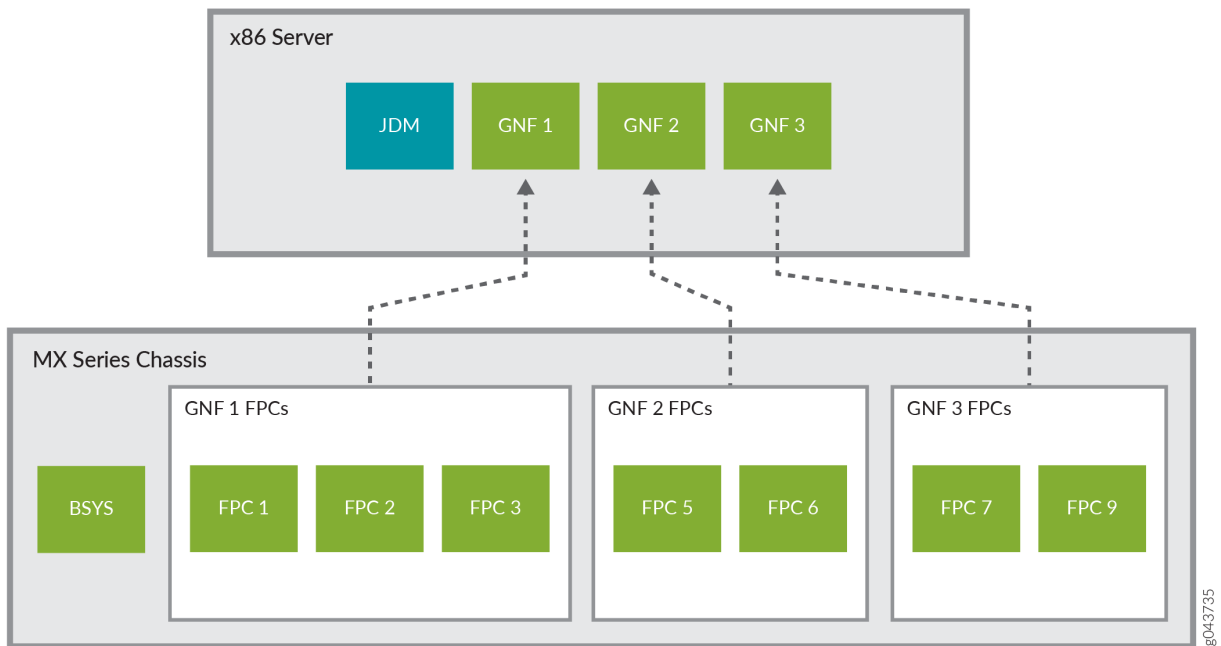 x86 Server
JDM
GNF 1
GNF 2
GNF 3
MX Series Chassis
GNF 1 FPCs
GNF 2 FPCs
GNF 3 FPCs
BSYS
FPC 1
FPC 2
FPC 3
FPC 5
FPC 6
FPC 7
FPC 9
g043735